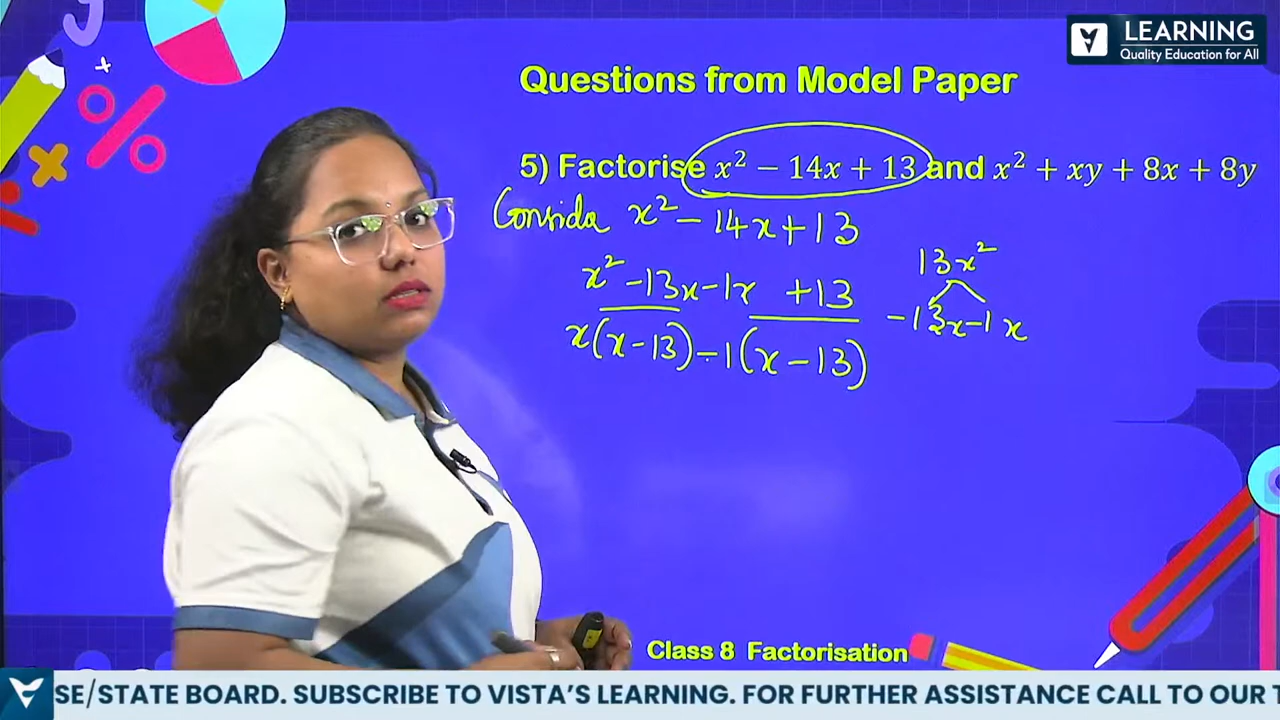 LEARNING
Quality Education for All
Questions from Model Paper
5) Factorise x² − 14x + 13 and x² + xy + 8x + 8y
Consida x² − 14x + 13
13x²
x² −13x −1x +13
−13x −1x
x(x − 13) − 1(x − 13)
Class 8 Factorisation
SE/STATE BOARD. SUBSCRIBE TO VISTA'S LEARNING. FOR FURTHER ASSISTANCE CALL TO OUR T